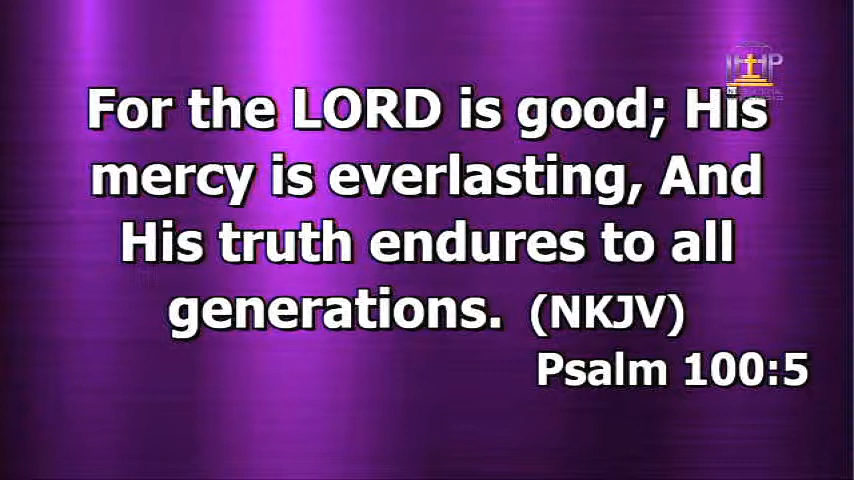 For the LORD is good; His
mercy is everlasting, And
His truth endures to all
generations. (NKJV)
Psalm 100:5